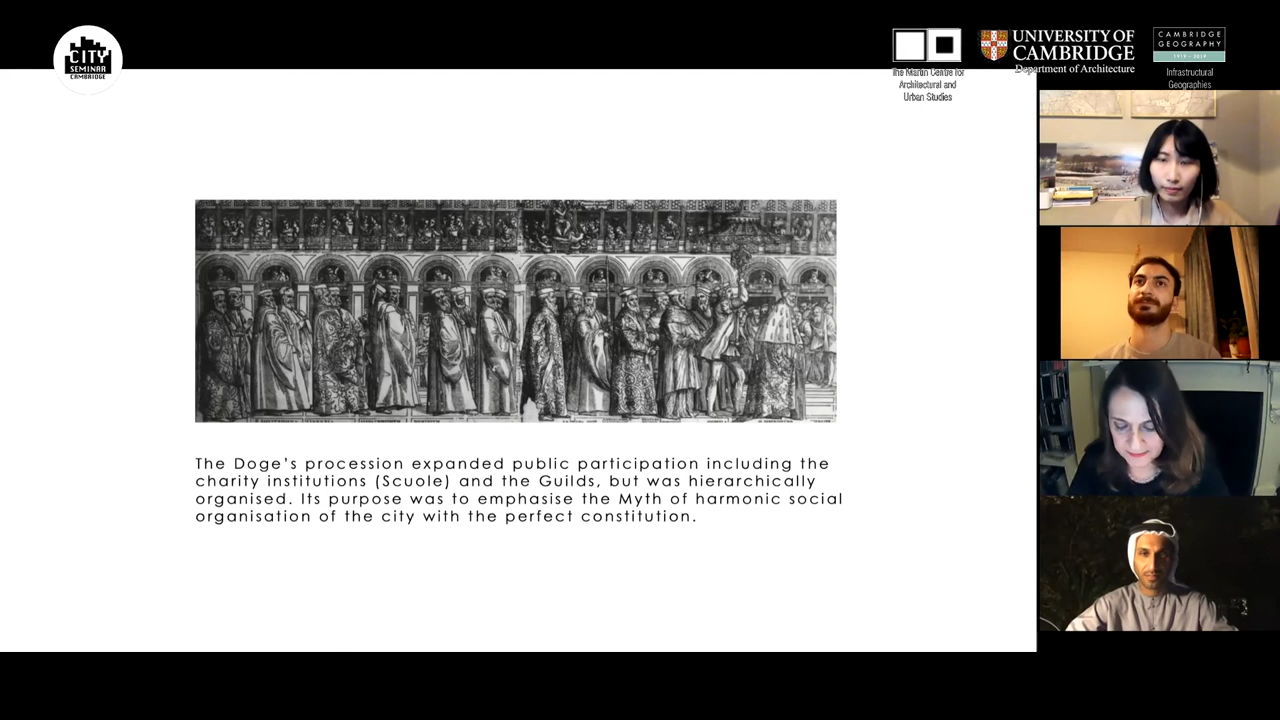 CITY
SEMINAR
CAMBRIDGE
The Martin Centre for
Architectural and
Urban Studies
UNIVERSITY OF
CAMBRIDGE
Department of Architecture
CAMBRIDGE
GEOGRAPHY
1919 - 2019
Infrastructural
Geographies
The Doge's procession expanded public participation including the
charity institutions (Scuole) and the Guilds, but was hierarchically
organised. Its purpose was to emphasise the Myth of harmonic social
organisation of the city with the perfect constitution.